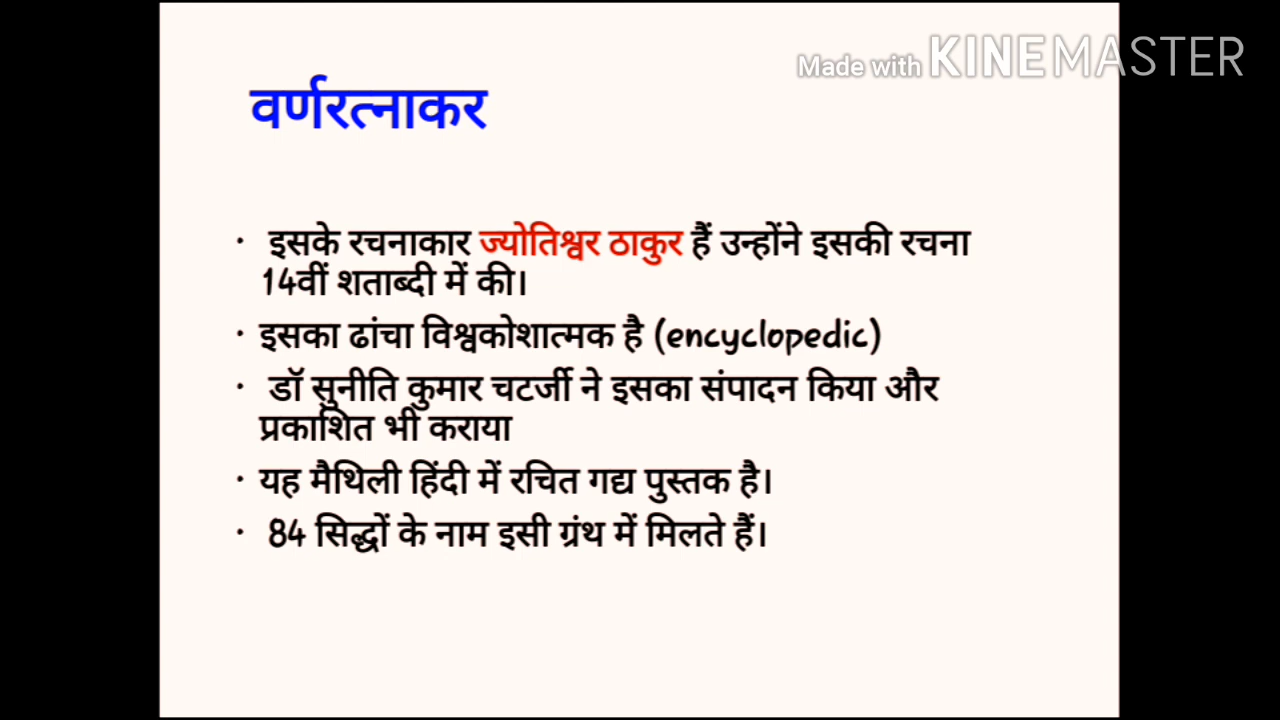 Made with KINEMASTER
वर्णरत्नाकर
• इसके रचनाकार ज्योतिश्वर ठाकुर हैं उन्होंने इसकी रचना
14वीं शताब्दी में की।
• इसका ढांचा विश्वकोशात्मक है (encyclopedic)
• डॉ सुनीति कुमार चटर्जी ने इसका संपादन किया और
प्रकाशित भी कराया
• यह मैथिली हिंदी में रचित गद्य पुस्तक है।
• 84 सिद्धों के नाम इसी ग्रंथ में मिलते हैं।